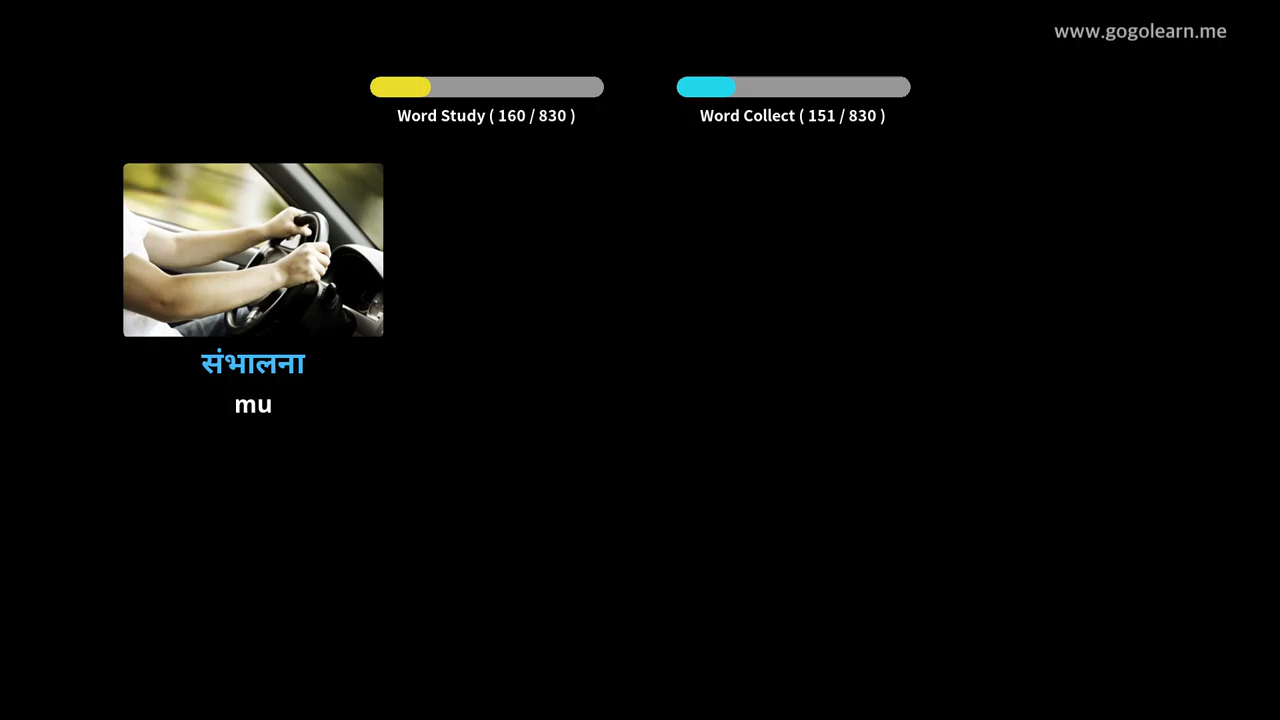 www.gogolearn.me
Word Study ( 160 / 830 )
Word Collect ( 151 / 830 )
संभालना
mu